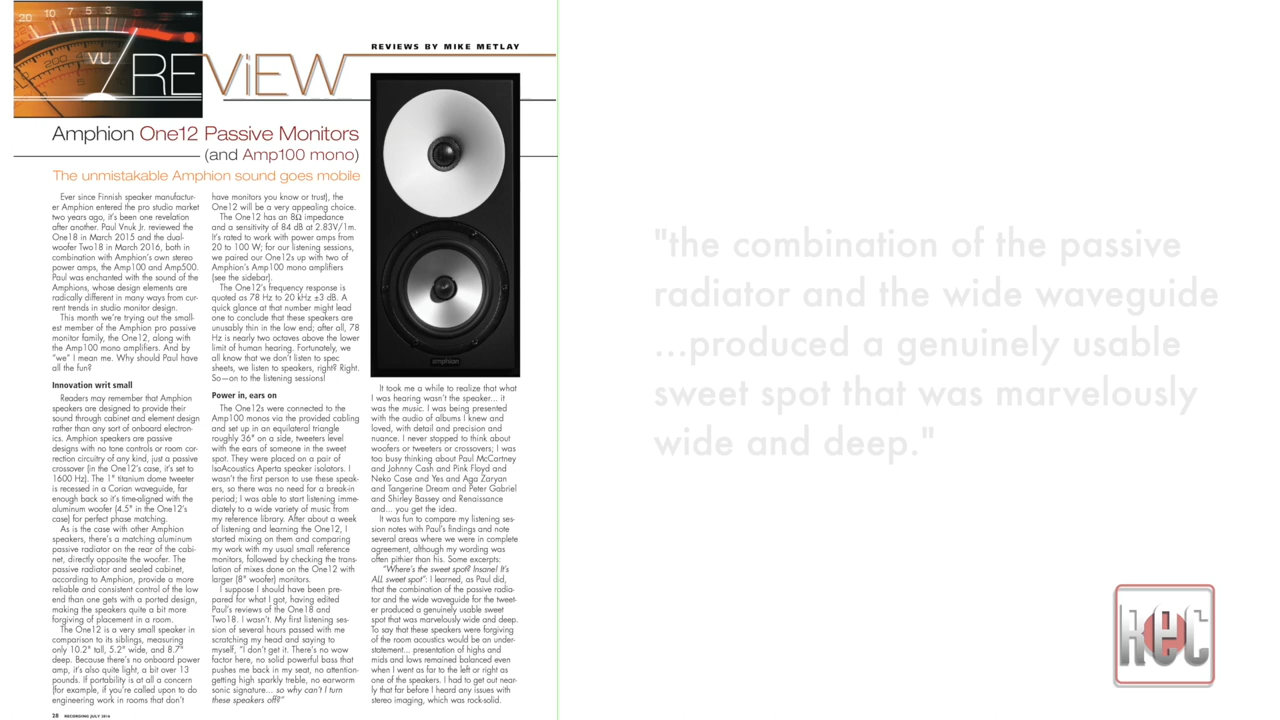 20 10 7 5 3
200
VU
REViEW
REVIEWS BY MIKE METLAY
Amphion One12 Passive Monitors
(and Amp100 mono)
The unmistakable Amphion sound goes mobile
Ever since Finnish speaker manufactur-
er Amphion entered the pro studio market
two years ago, it's been one revelation
after another. Paul Vnuk Jr. reviewed the
One18 in March 2015 and the dual-
woofer Two18 in March 2016, both in
combination with Amphion's own stereo
power amps, the Amp100 and Amp500.
Paul was enchanted with the sound of the
Amphions, whose design elements are
radically different in many ways from cur-
rent trends in studio monitor design.
This month we're trying out the small-
est member of the Amphion pro passive
monitor family, the One12, along with
the Amp100 mono amplifiers. And by
"we" I mean me. Why should Paul have
all the fun?
Innovation writ small
Readers may remember that Amphion
speakers are designed to provide their
sound through cabinet and element design
rather than any sort of onboard electron-
ics. Amphion speakers are passive
designs with no tone controls or room cor-
rection circuitry of any kind, just a passive
crossover (in the One12's case, it's set to
1600 Hz). The 1" titanium dome tweeter
is recessed in a Corian waveguide, far
enough back so it's time-aligned with the
aluminum woofer (4.5" in the One12's
case) for perfect phase matching.
As is the case with other Amphion
speakers, there's a matching aluminum
passive radiator on the rear of the cabi-
net, directly opposite the woofer. The
passive radiator and sealed cabinet,
according to Amphion, provide a more
reliable and consistent control of the low
end than one gets with a ported design,
making the speakers quite a bit more
forgiving of placement in a room.
The One12 is a very small speaker in
comparison to its siblings, measuring
only 10.2" tall, 5.2" wide, and 8.7"
deep. Because there's no onboard power
amp, it's also quite light, a bit over 13
pounds. If portability is at all a concern
(for example, if you're called upon to do
engineering work in rooms that don't
have monitors you know or trust), the
One12 will be a very appealing choice.
The One12 has an 8Ω impedance
and a sensitivity of 84 dB at 2.83V/1m.
It's rated to work with power amps from
20 to 100 W; for our listening sessions,
we paired our One12s up with two of
Amphion's Amp100 mono amplifiers
(see the sidebar).
The One12's frequency response is
quoted as 78 Hz to 20 kHz ±3 dB. A
quick glance at that number might lead
one to conclude that these speakers are
unusably thin in the low end; after all, 78
Hz is nearly two octaves above the lower
limit of human hearing. Fortunately, we
all know that we don't listen to spec
sheets, we listen to speakers, right? Right.
So—on to the listening sessions!
Power in, ears on
The One12s were connected to the
Amp100 monos via the provided cabling
and set up in an equilateral triangle
roughly 36" on a side, tweeters level
with the ears of someone in the sweet
spot. They were placed on a pair of
IsoAcoustics Aperta speaker isolators. I
wasn't the first person to use these speak-
ers, so there was no need for a break-in
period; I was able to start listening imme-
diately to a wide variety of music from
my reference library. After about a week
of listening and learning the One12, I
started mixing on them and comparing
my work with my usual small reference
monitors, followed by checking the trans-
lation of mixes done on the One12 with
larger (8" woofer) monitors.
I suppose I should have been pre-
pared for what I got, having edited
Paul's reviews of the One18 and
Two18. I wasn't. My first listening ses-
sion of several hours passed with me
scratching my head and saying to
myself, "I don't get it. There's no wow
factor here, no solid powerful bass that
pushes me back in my seat, no attention-
getting high sparkly treble, no earworm
sonic signature... so why can't I turn
these speakers off?"
amphion
It took me a while to realize that what
I was hearing wasn't the speaker... it
was the music. I was being presented
with the audio of albums I knew and
loved, with detail and precision and
nuance. I never stopped to think about
woofers or tweeters or crossovers; I was
too busy thinking about Paul McCartney
and Johnny Cash and Pink Floyd and
Neko Case and Yes and Aga Zaryan
and Tangerine Dream and Peter Gabriel
and Shirley Bassey and Renaissance
and... you get the idea.
It was fun to compare my listening ses-
sion notes with Paul's findings and note
several areas where we were in complete
agreement, although my wording was
often pithier than his. Some excerpts:
"Where's the sweet spot? Insane! It's
ALL sweet spot": I learned, as Paul did,
that the combination of the passive radia-
tor and the wide waveguide for the tweet-
er produced a genuinely usable sweet
spot that was marvelously wide and deep.
To say that these speakers were forgiving
of the room acoustics would be an under-
statement... presentation of highs and
mids and lows remained balanced even
when I went as far to the left or right as
one of the speakers. I had to get out near-
ly that far before I heard any issues with
stereo imaging, which was rock-solid.
28 RECORDING JULY 2016
"the combination of the passive
radiator and the wide waveguide
...produced a genuinely usable
sweet spot that was marvelously
wide and deep."
REC